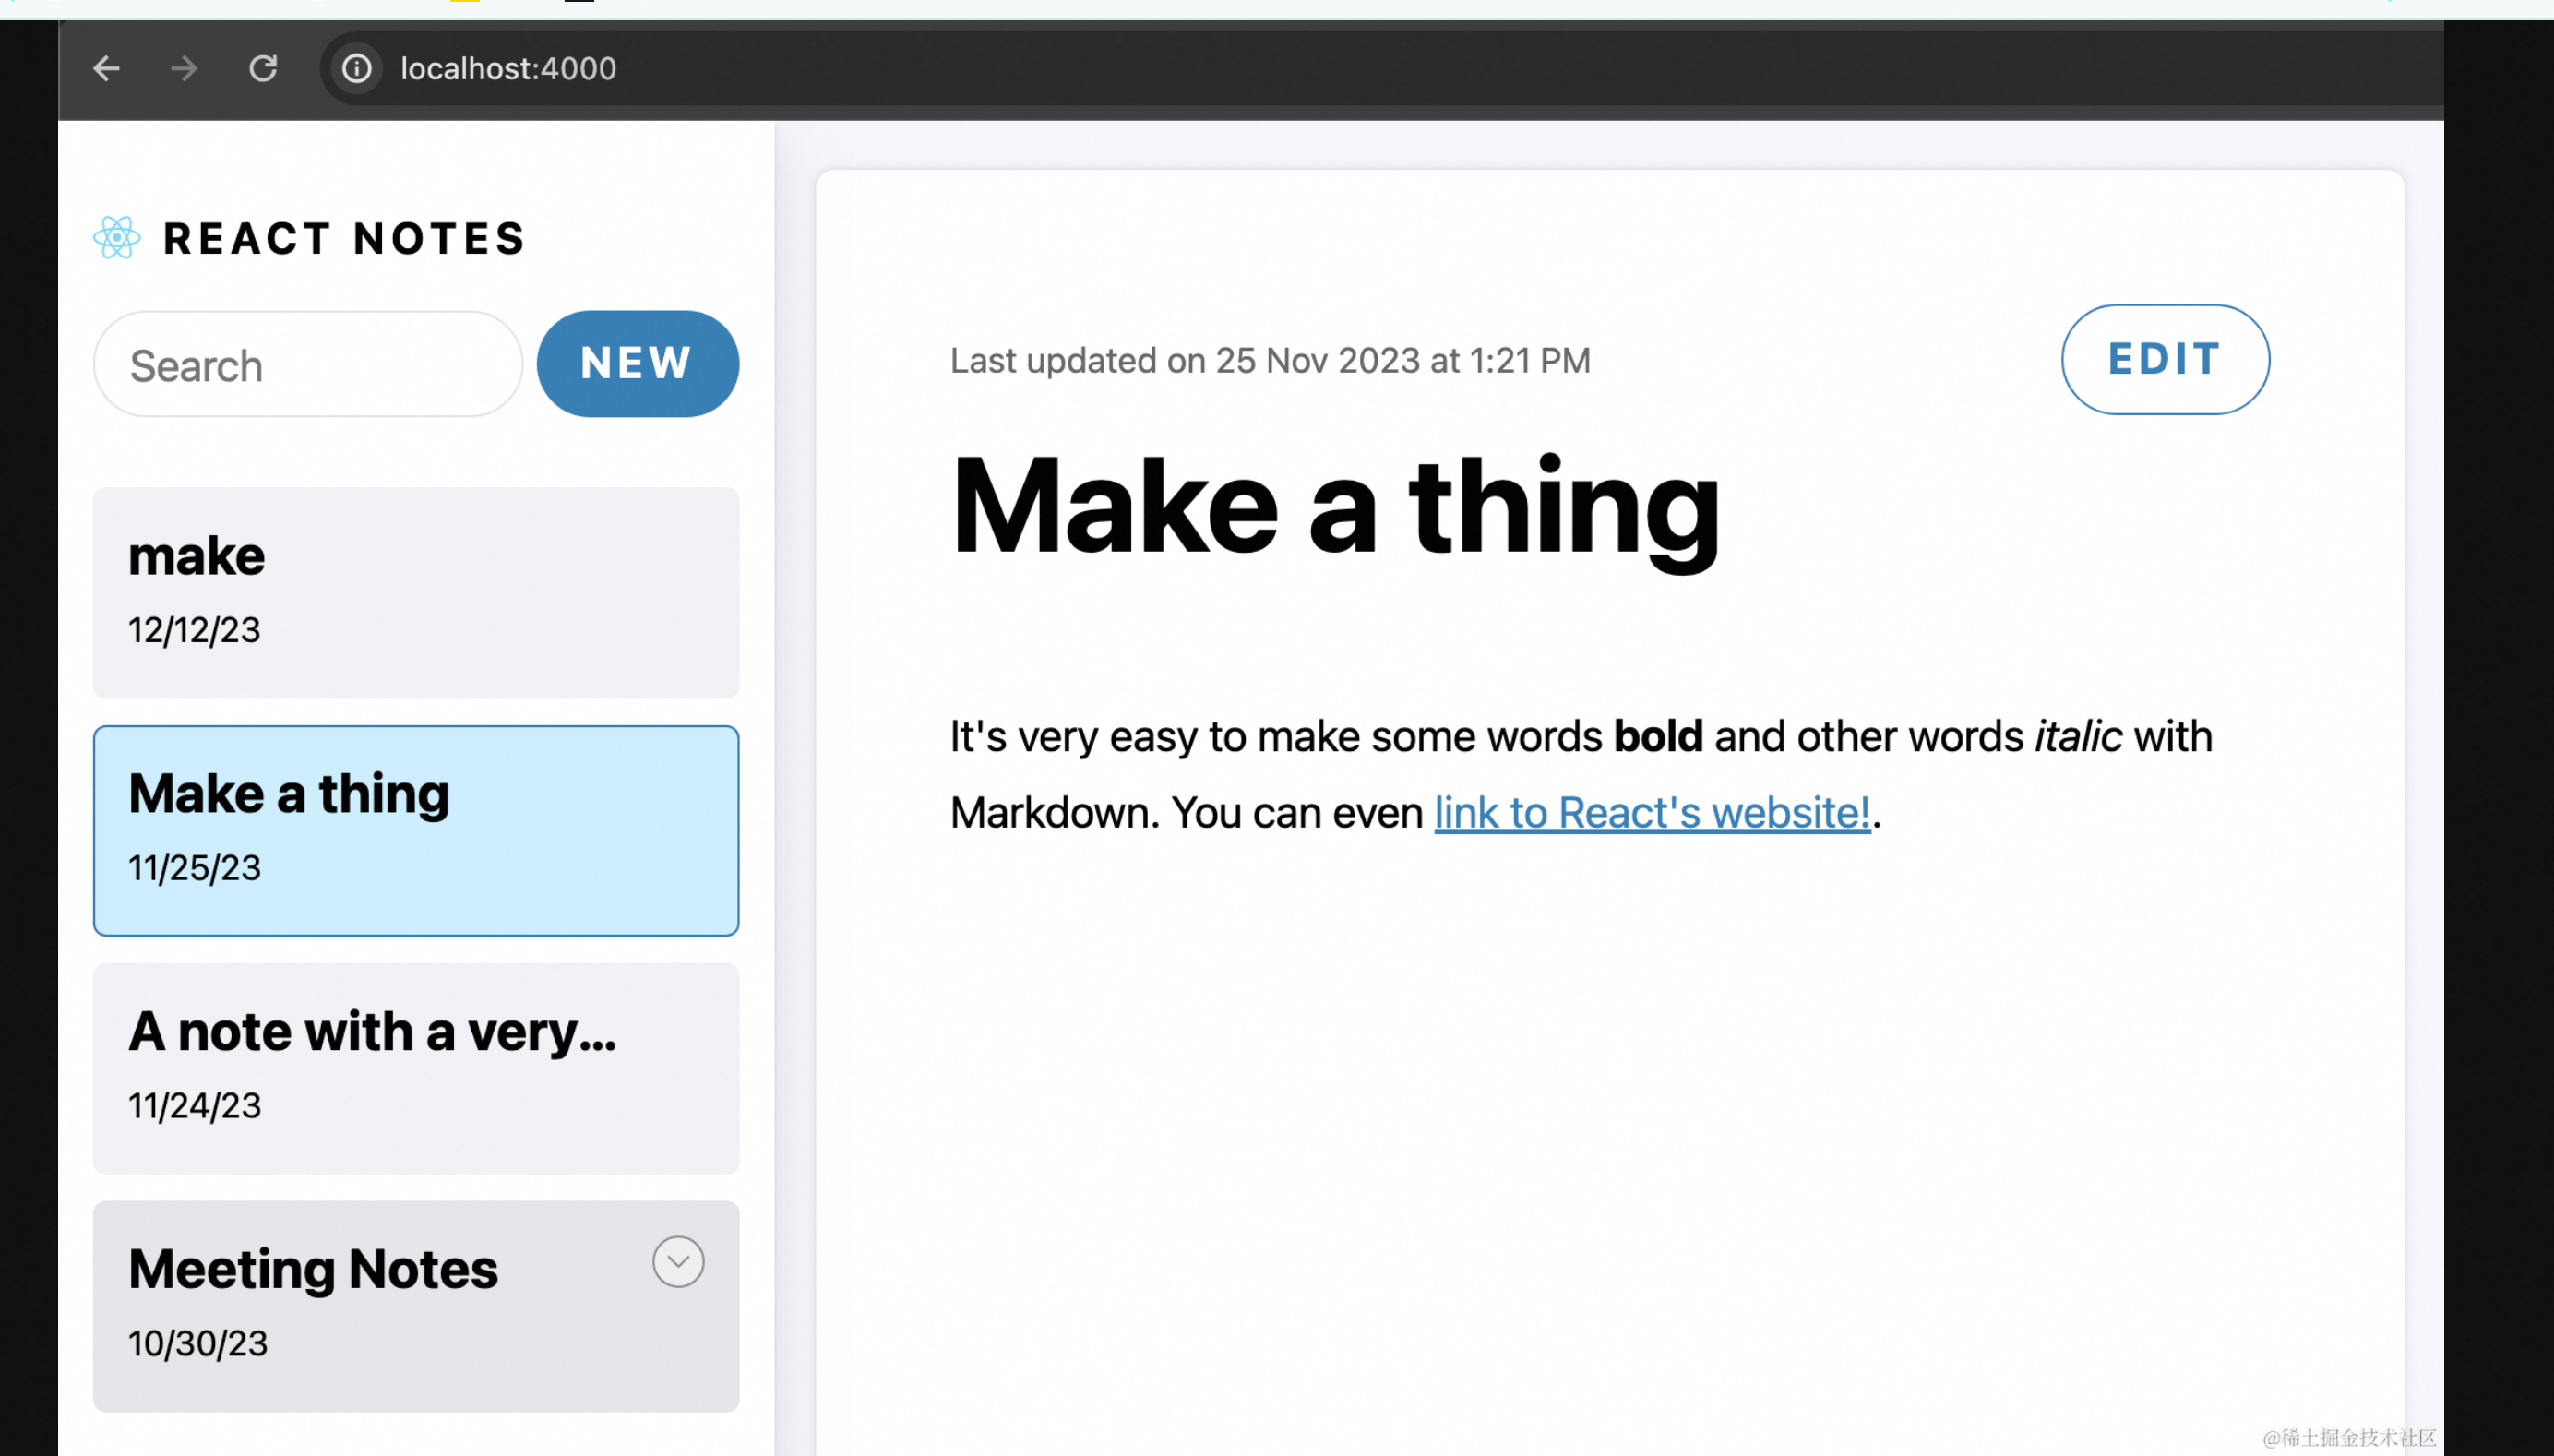 localhost:4000
REACT NOTES
Search
NEW
make
12/12/23
Make a thing
11/25/23
A note with a very...
11/24/23
Meeting Notes
10/30/23
Last updated on 25 Nov 2023 at 1:21 PM
EDIT
Make a thing
It's very easy to make some words bold and other words italic with
Markdown. You can even link to React's website!.
@稀土掘金技术社区